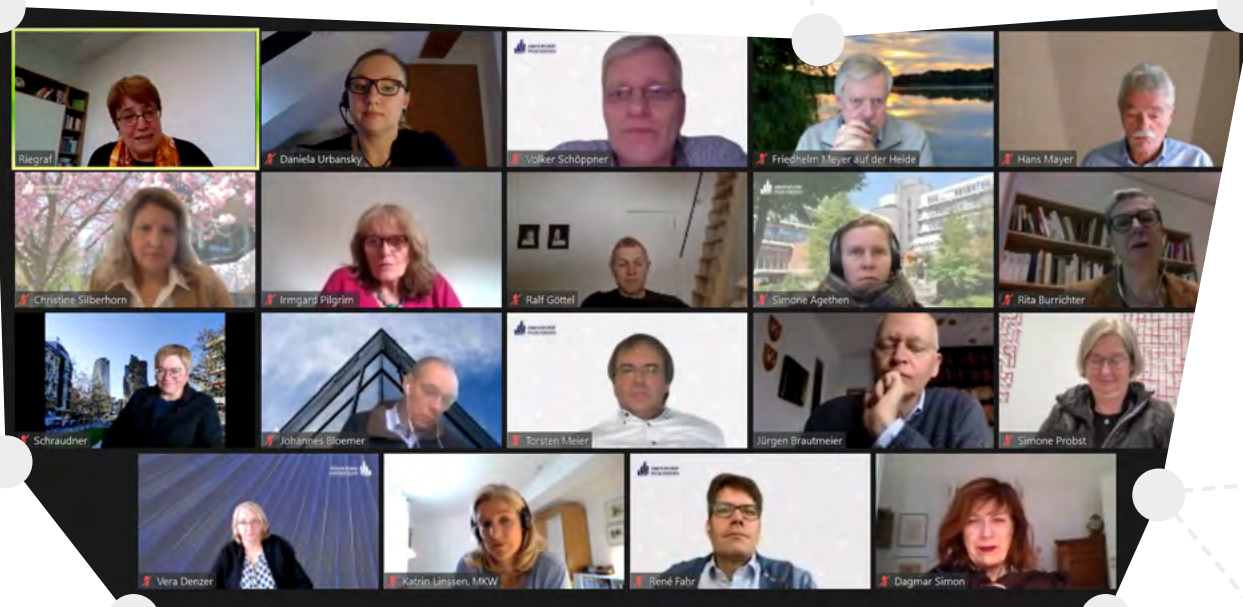 Riegraf
Daniela Urbansky
Volker Schöppner
Friedhelm Meyer auf der Heide
Hans Mayer
Christine Silberhorn
Irmgard Pilgrim
Ralf Göttel
Simone Agethen
Rita Burrichter
Schraudner
Johannes Bloemer
Torsten Meier
Jürgen Brautmeier
Simone Probst
Vera Denzer
Katrin Linssen, MKW
René Fahr
Dagmar Simon